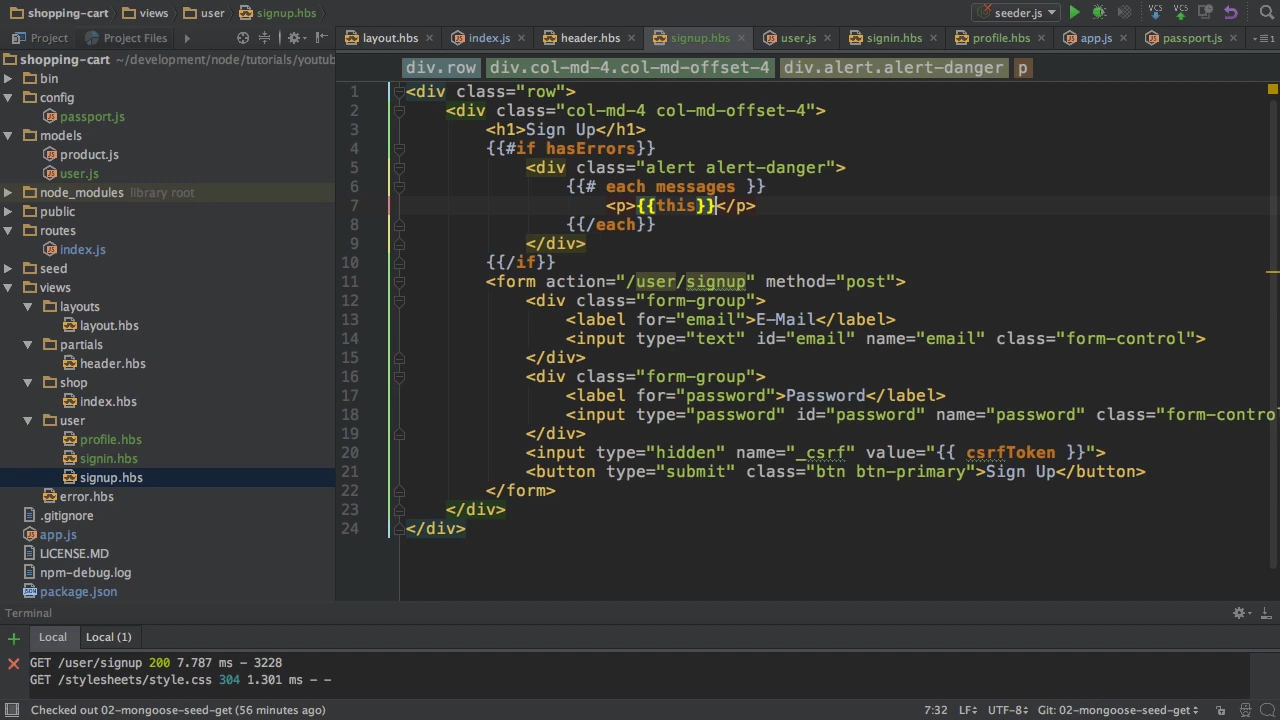 shopping-cart views user signup.hbs seeder.js VCS VCS
Project Project Files layout.hbs index.js header.hbs signup.hbs user.js signin.hbs profile.hbs app.js passport.js
shopping-cart ~/development/node/tutorials/youtub
bin
config
passport.js
models
product.js
user.js
node_modules library root
public
routes
index.js
seed
views
layouts
layout.hbs
partials
header.hbs
shop
index.hbs
user
profile.hbs
signin.hbs
signup.hbs
error.hbs
.gitignore
app.js
LICENSE.MD
npm-debug.log
package.json
div.row div.col-md-4.col-md-offset-4 div.alert.alert-danger p
1 <div class="row">
2 <div class="col-md-4 col-md-offset-4">
3 <h1>Sign Up</h1>
4 {{#if hasErrors}}
5 <div class="alert alert-danger">
6 {{# each messages }}
7 <p>{{this}}</p>
8 {{/each}}
9 </div>
10 {{/if}}
11 <form action="/user/signup" method="post">
12 <div class="form-group">
13 <label for="email">E-Mail</label>
14 <input type="text" id="email" name="email" class="form-control">
15 </div>
16 <div class="form-group">
17 <label for="password">Password</label>
18 <input type="password" id="password" name="password" class="form-contro
19 </div>
20 <input type="hidden" name="_csrf" value="{{ csrfToken }}">
21 <button type="submit" class="btn btn-primary">Sign Up</button>
22 </form>
23 </div>
24 </div>
Terminal
Local Local (1)
GET /user/signup 200 7.787 ms - 3228
GET /stylesheets/style.css 304 1.301 ms - -
Checked out 02-mongoose-seed-get (56 minutes ago) 7:32 LF UTF-8 Git: 02-mongoose-seed-get